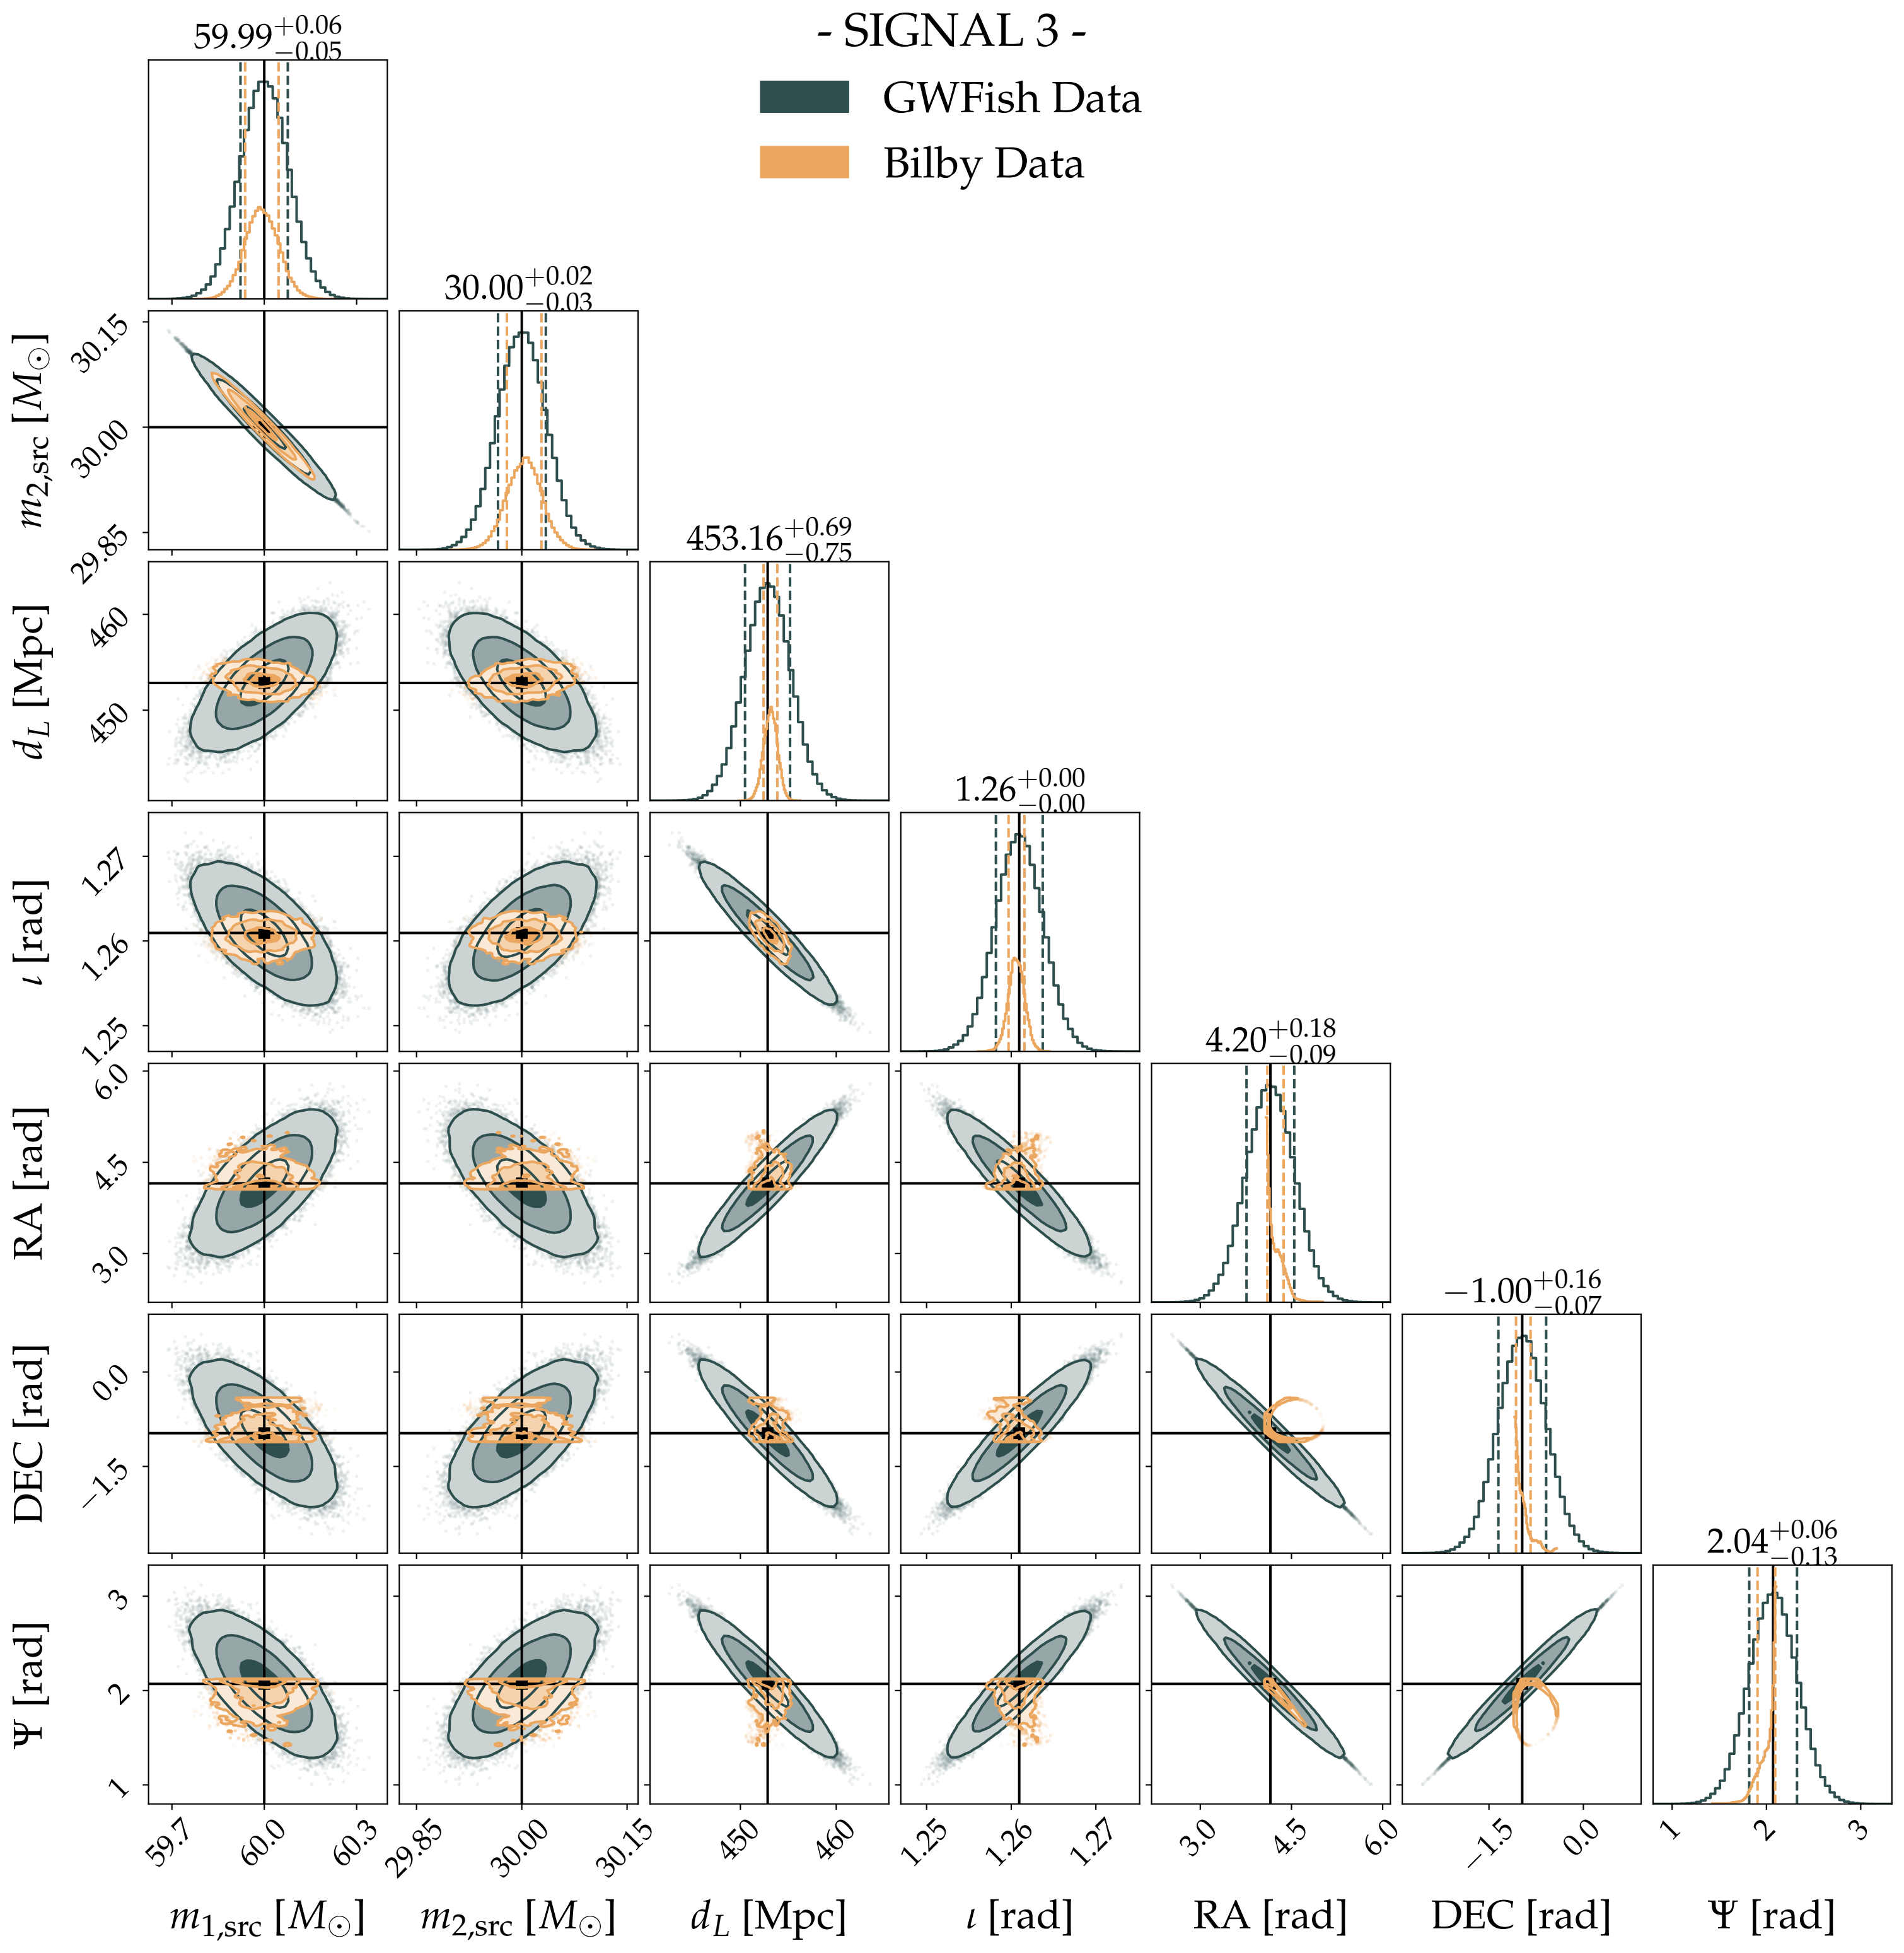 - SIGNAL 3 -
GWFish Data
Bilby Data
59.99+0.06−0.05
30.00+0.02−0.03
m2,src [M⊙]
30.15
30.00
29.85
453.16+0.69−0.75
dL [Mpc]
460
450
1.26+0.00−0.00
ι [rad]
1.27
1.26
1.25
4.20+0.18−0.09
RA [rad]
6.0
4.5
3.0
−1.00+0.16−0.07
DEC [rad]
0.0
−1.5
2.04+0.06−0.13
Ψ [rad]
3
2
1
59.7 60.0 60.3 29.85 30.00 30.15 450 460 1.25 1.26 1.27 3.0 4.5 6.0 −1.5 0.0 1 2 3
m1,src [M⊙] m2,src [M⊙] dL [Mpc] ι [rad] RA [rad] DEC [rad] Ψ [rad]